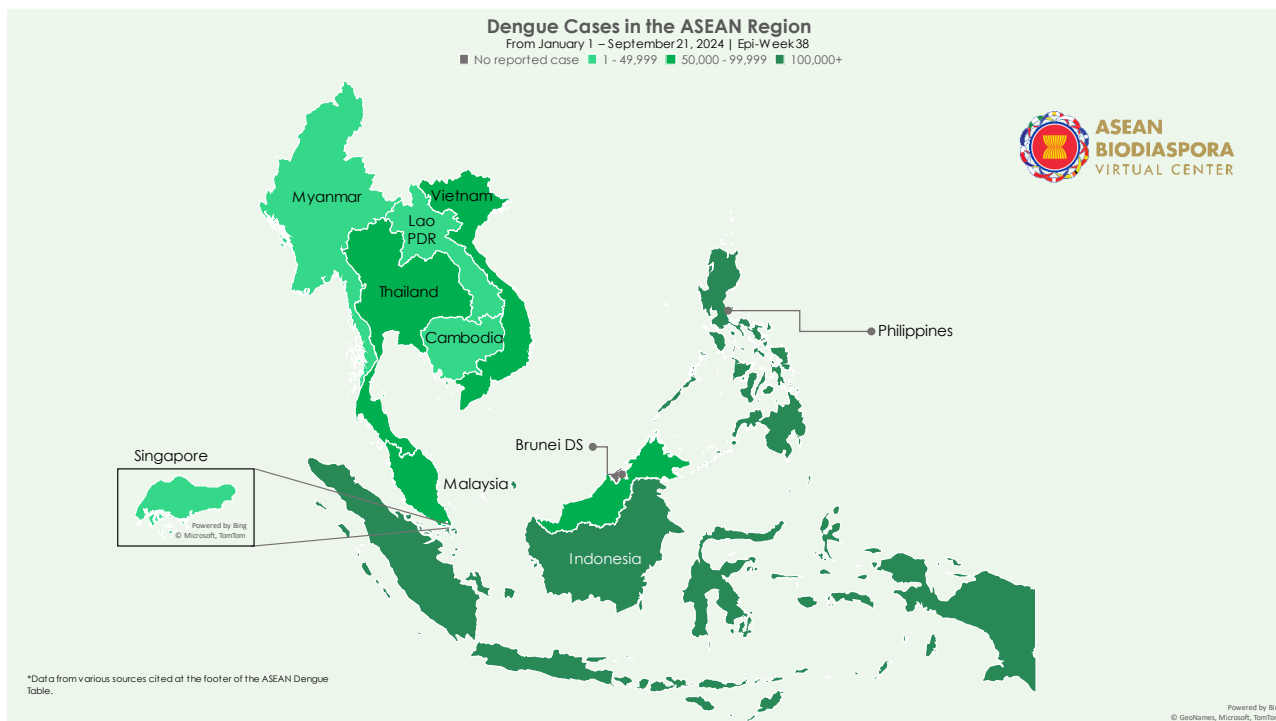 Dengue Cases in the ASEAN Region
From January 1 – September 21, 2024 | Epi-Week 38
No reported case 1 - 49,999 50,000 - 99,999 100,000+
ASEAN
BIODIASPORA
VIRTUAL CENTER
Myanmar
Vietnam
Lao
PDR
Thailand
Cambodia
Philippines
Brunei DS
Singapore
Malaysia
Powered by Bing
© Microsoft, TomTom
Indonesia
*Data from various sources cited at the footer of the ASEAN Dengue
Table.
Powered by Bin
© GeoNames, Microsoft, TomTom